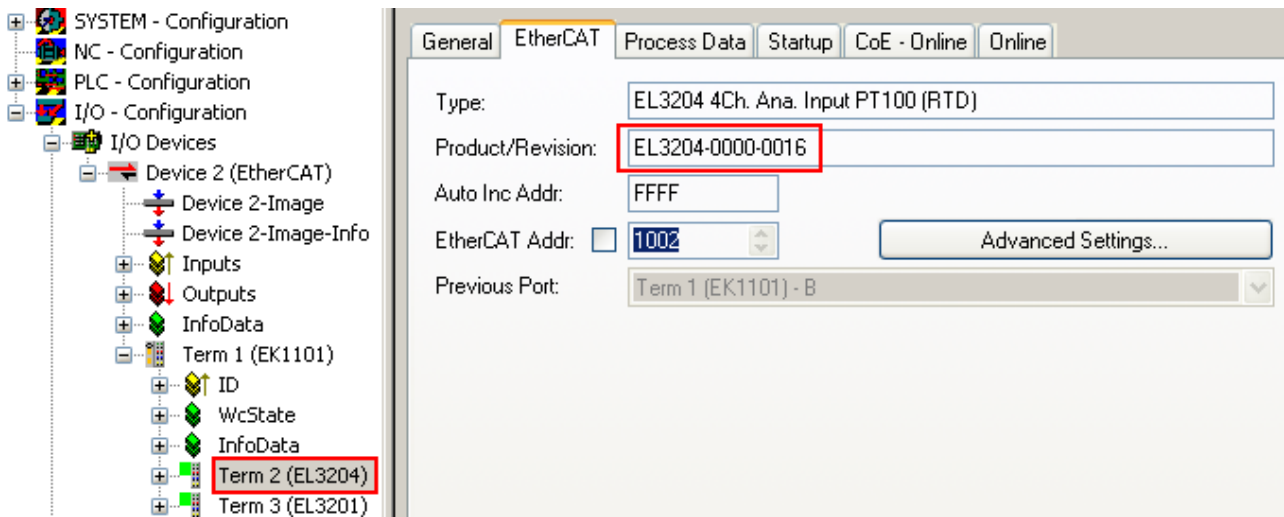 SYSTEM - Configuration
NC - Configuration
PLC - Configuration
I/O - Configuration
I/O Devices
Device 2 (EtherCAT)
Device 2-Image
Device 2-Image-Info
Inputs
Outputs
InfoData
Term 1 (EK1101)
ID
WcState
InfoData
Term 2 (EL3204)
Term 3 (EL3201)
General EtherCAT Process Data Startup CoE - Online Online
Type: EL3204 4Ch. Ana. Input PT100 (RTD)
Product/Revision: EL3204-0000-0016
Auto Inc Addr: FFFF
EtherCAT Addr: 1002 Advanced Settings...
Previous Port: Term 1 (EK1101) - B